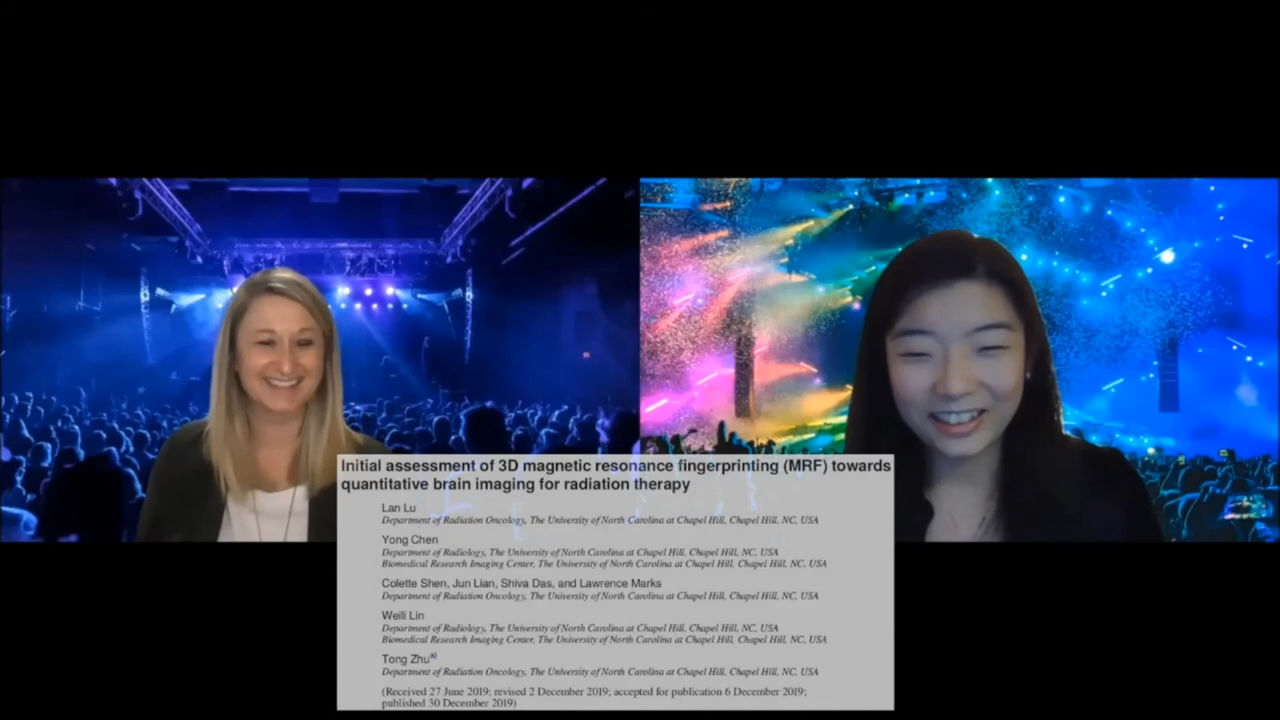 Initial assessment of 3D magnetic resonance fingerprinting (MRF) towards
quantitative brain imaging for radiation therapy
Lan Lu
Department of Radiation Oncology, The University of North Carolina at Chapel Hill, Chapel Hill, NC, USA
Yong Chen
Department of Radiology, The University of North Carolina at Chapel Hill, Chapel Hill, NC, USA
Biomedical Research Imaging Center, The University of North Carolina at Chapel Hill, Chapel Hill, NC, USA
Colette Shen, Jun Lian, Shiva Das, and Lawrence Marks
Department of Radiation Oncology, The University of North Carolina at Chapel Hill, Chapel Hill, NC, USA
Weili Lin
Department of Radiology, The University of North Carolina at Chapel Hill, Chapel Hill, NC, USA
Biomedical Research Imaging Center, The University of North Carolina at Chapel Hill, Chapel Hill, NC, USA
Tong Zhu a)
Department of Radiation Oncology, The University of North Carolina at Chapel Hill, Chapel Hill, NC, USA
(Received 27 June 2019; revised 2 December 2019; accepted for publication 6 December 2019;
published 30 December 2019)